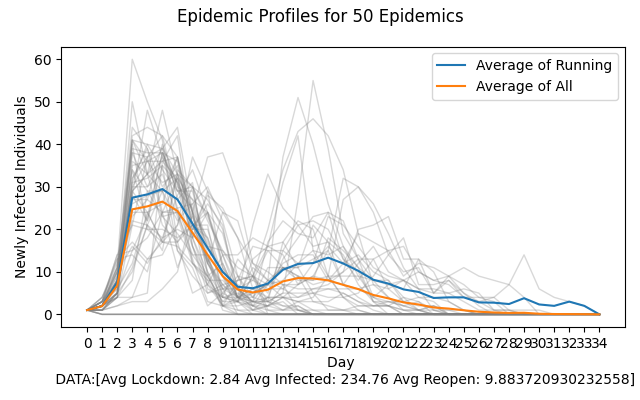 Epidemic Profiles for 50 Epidemics
60
50
40
30
20
10
0
Newly Infected Individuals
Average of Running
Average of All
0 1 2 3 4 5 6 7 8 9 10 11 12 13 14 15 16 17 18 19 20 21 22 23 24 25 26 27 28 29 30 31 32 33 34
Day
DATA:[Avg Lockdown: 2.84 Avg Infected: 234.76 Avg Reopen: 9.883720930232558]